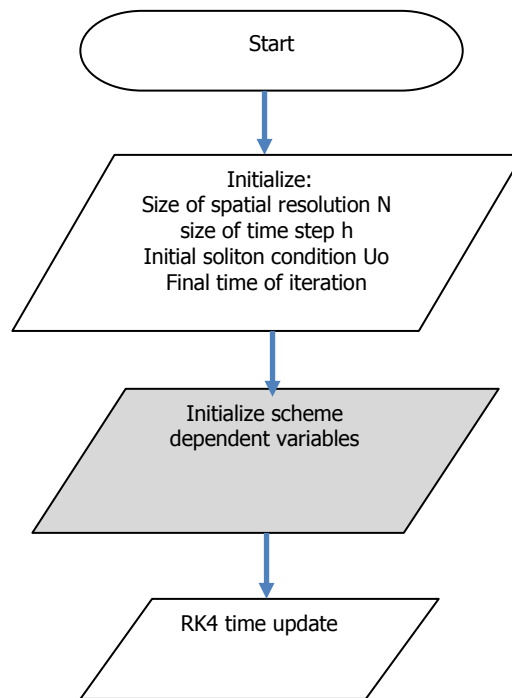 Start
Initialize:
Size of spatial resolution N
size of time step h
Initial soliton condition Uo
Final time of iteration
Initialize scheme
dependent variables
RK4 time update